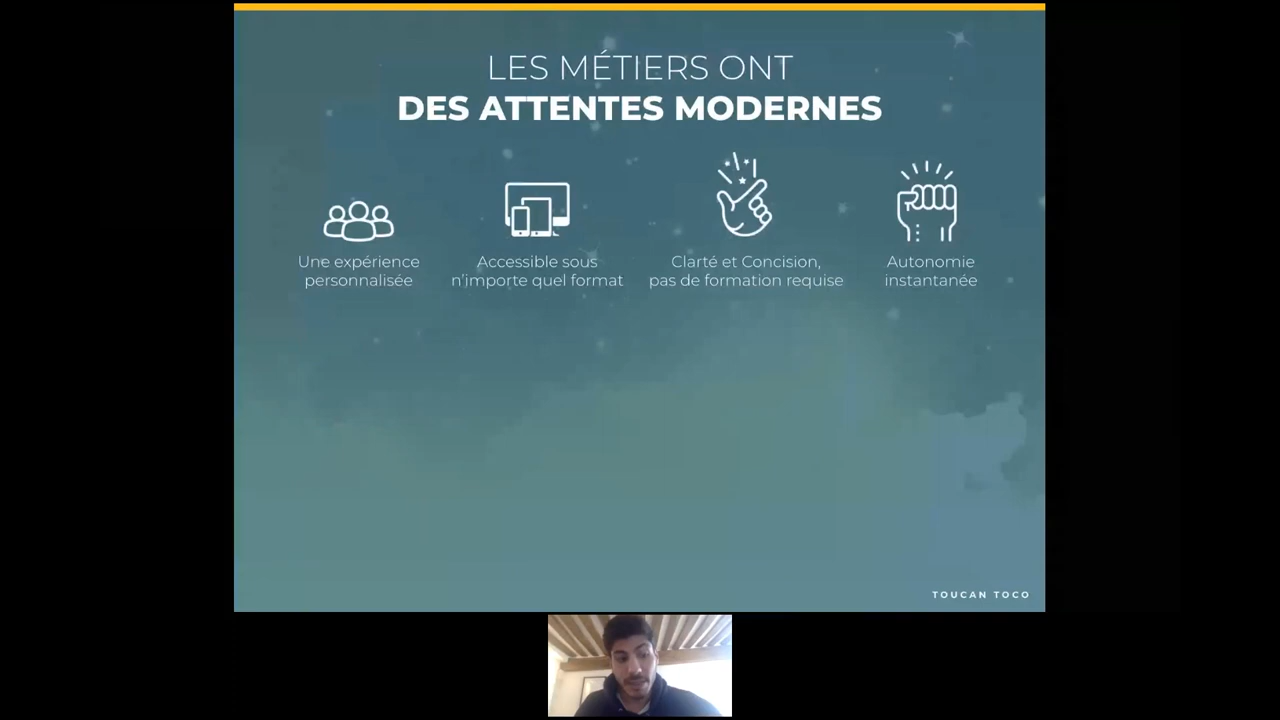 LES MÉTIERS ONT
DES ATTENTES MODERNES
Une expérience
personnalisée
Accessible sous
n'importe quel format
Clarté et Concision,
pas de formation requise
Autonomie
instantanée
TOUCAN TOCO